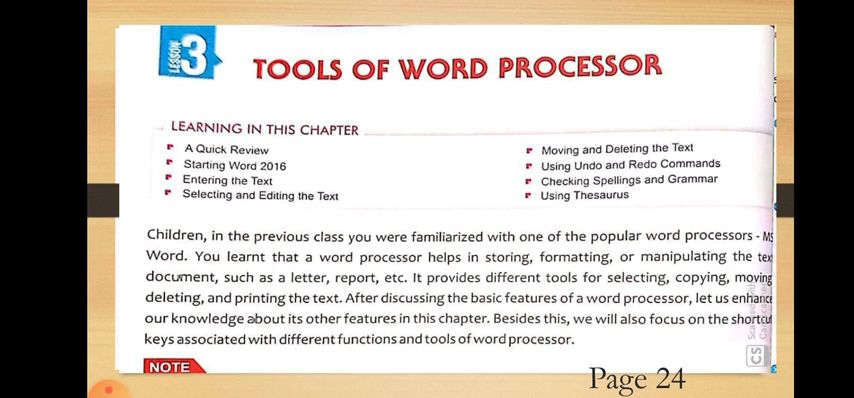 LESSON 3
TOOLS OF WORD PROCESSOR
LEARNING IN THIS CHAPTER
A Quick Review
Starting Word 2016
Entering the Text
Selecting and Editing the Text
Moving and Deleting the Text
Using Undo and Redo Commands
Checking Spellings and Grammar
Using Thesaurus
Children, in the previous class you were familiarized with one of the popular word processors - MS
Word. You learnt that a word processor helps in storing, formatting, or manipulating the tex
document, such as a letter, report, etc. It provides different tools for selecting, copying, moving
deleting, and printing the text. After discussing the basic features of a word processor, let us enhance
our knowledge about its other features in this chapter. Besides this, we will also focus on the shortcut
keys associated with different functions and tools of word processor.
NOTE
CS
Page 24